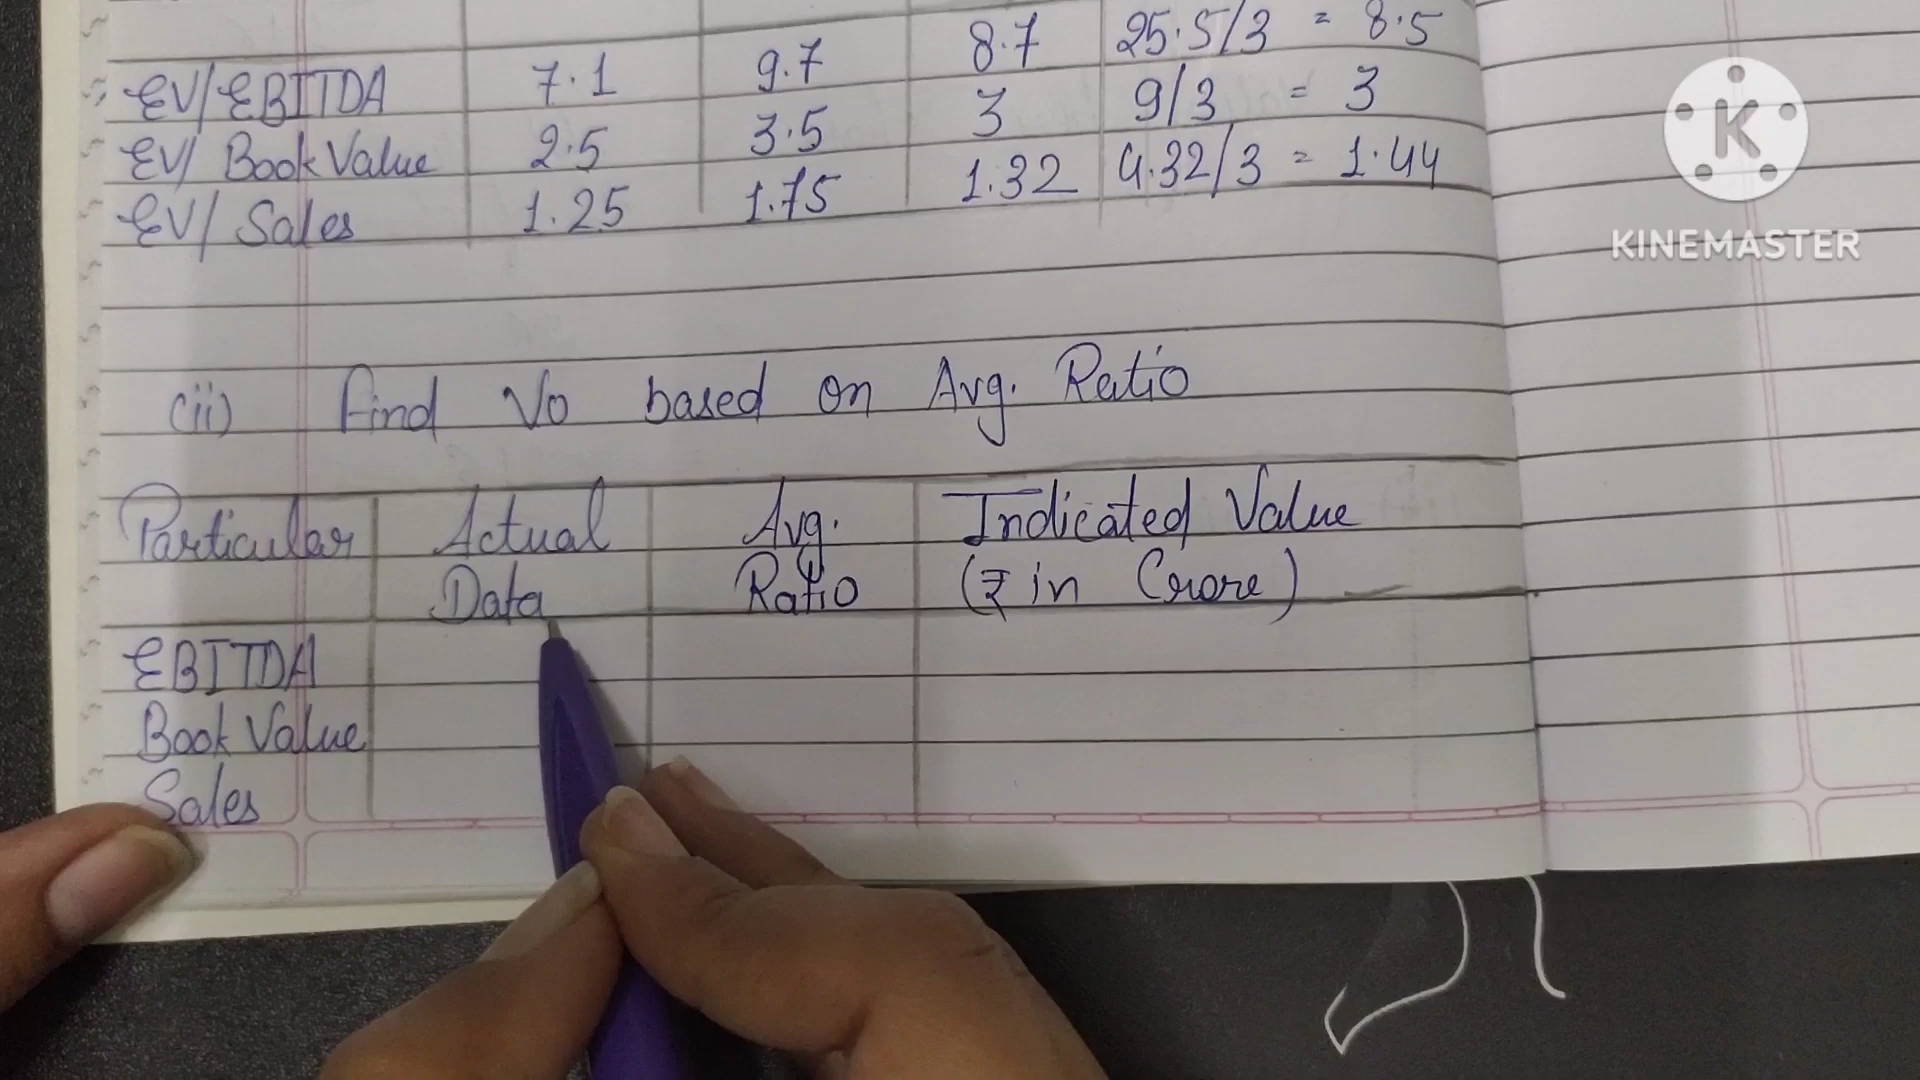 EV/EBITDA 7.1 9.7 8.7 25.5/3 = 8.5
EV/ Book Value 2.5 3.5 3 9/3 = 3
EV/ Sales 1.25 1.75 1.32 4.32/3 = 1.44
(ii) Find Vo based on Avg. Ratio
Particular Actual Avg. Indicated Value
Data Ratio (₹ in Crore)
EBITDA
Book Value
Sales
K
KINEMASTER